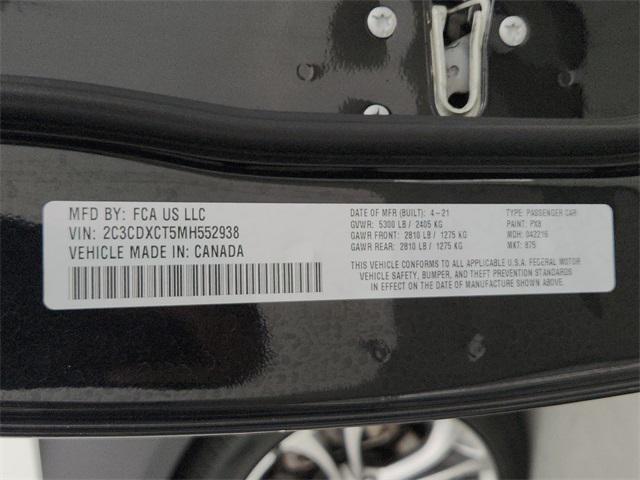 MFD BY: FCA US LLC
VIN: 2C3CDXCT5MH552938
VEHICLE MADE IN: CANADA
DATE OF MFR (BUILT): 4-21
GVWR: 5300 LB / 2405 KG
GAWR FRONT: 2810 LB / 1275 KG
GAWR REAR: 2810 LB / 1275 KG
TYPE: PASSENGER CAR
PAINT: PX8
MDH: 042216
MKT: 875
THIS VEHICLE CONFORMS TO ALL APPLICABLE U.S.A. FEDERAL MOTOR
VEHICLE SAFETY, BUMPER, AND THEFT PREVENTION STANDARDS
IN EFFECT ON THE DATE OF MANUFACTURE SHOWN ABOVE.